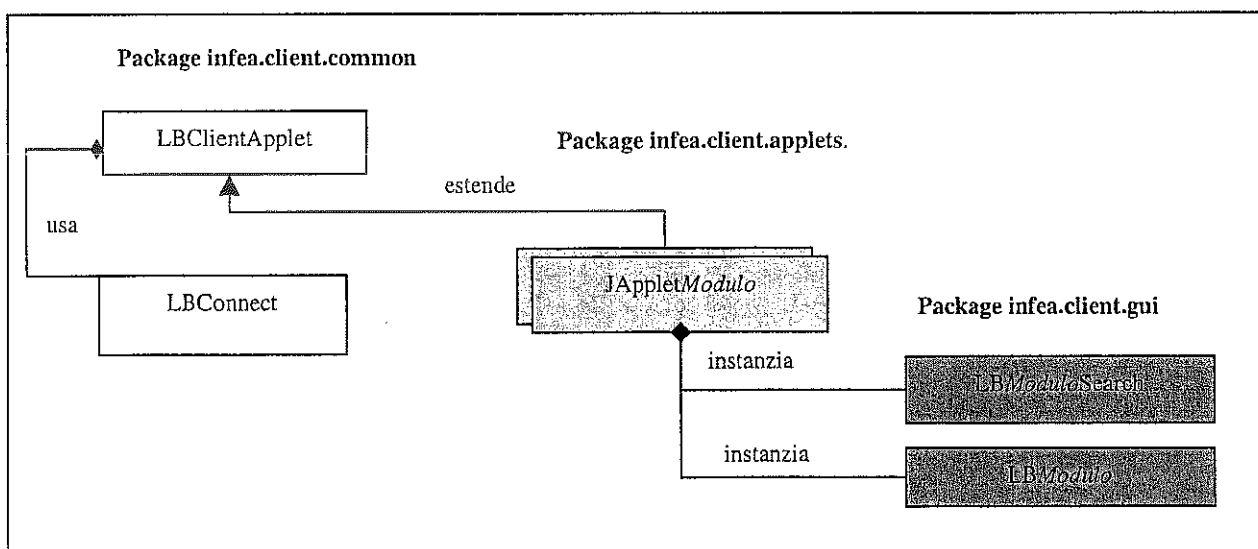 Package infea.client.common
LBClientApplet
Package infea.client.applets.
estende
usa
JAppletModulo
LBConnect
Package infea.client.gui
instanzia
LBModuloSearch
instanzia
LBModulo